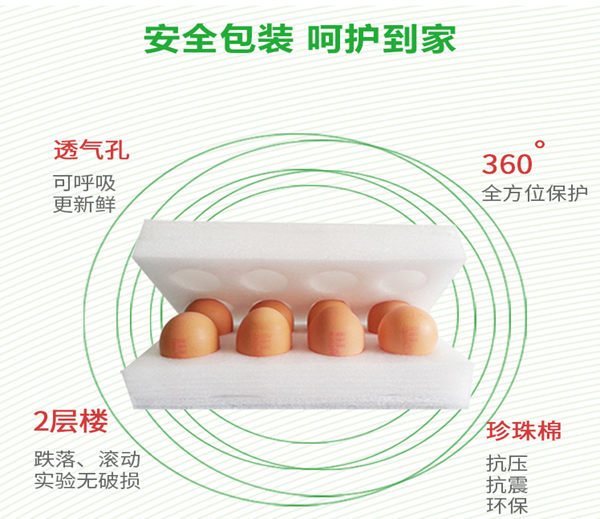 安全包装 呵护到家
透气孔
可呼吸
更新鲜
360°
全方位保护
2层楼
跌落、滚动
实验无破损
珍珠棉
抗压
抗震
环保